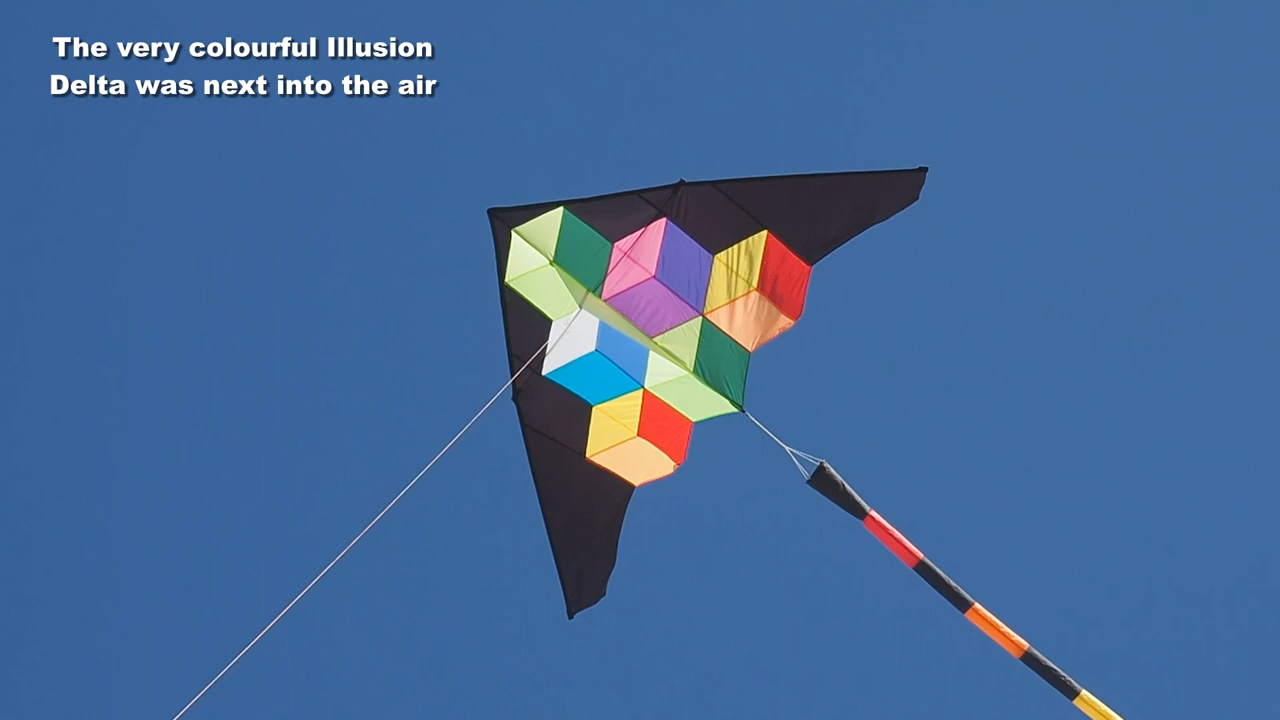 The very colourful Illusion
Delta was next into the air